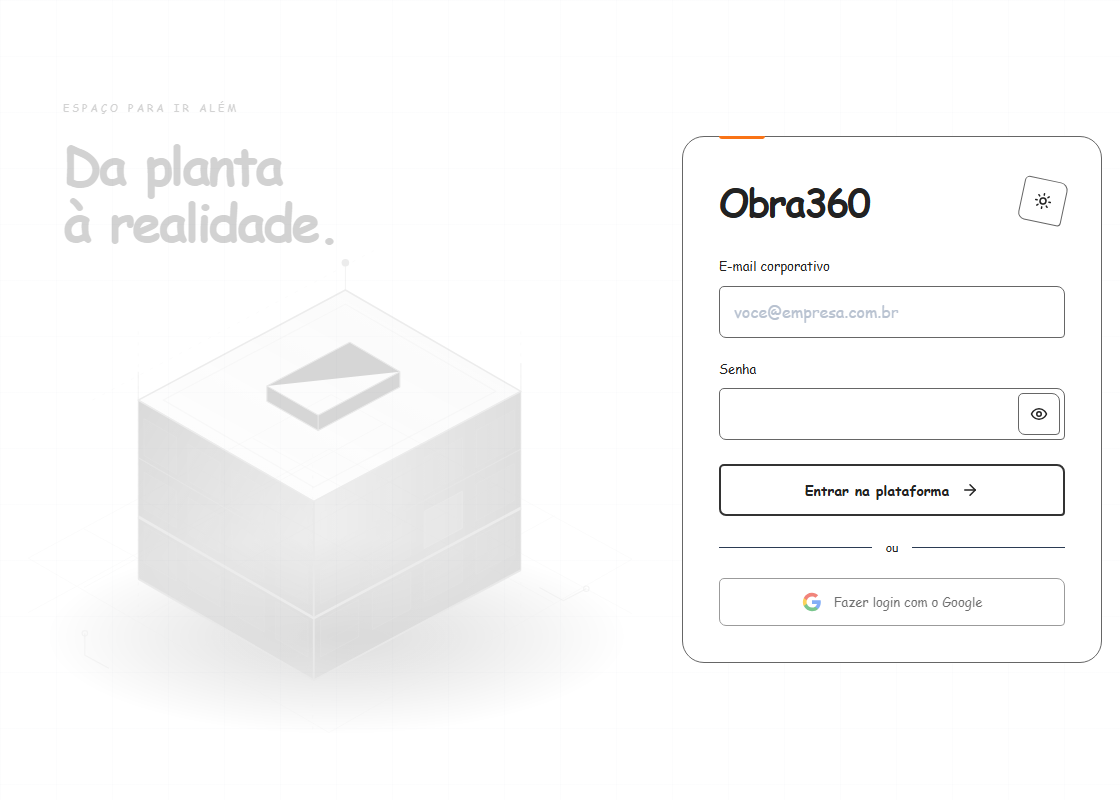 ESPAÇO PARA IR ALÉM
Da planta
à realidade.
Obra360
E-mail corporativo
voce@empresa.com.br
Senha
Entrar na plataforma
ou
Fazer login com o Google